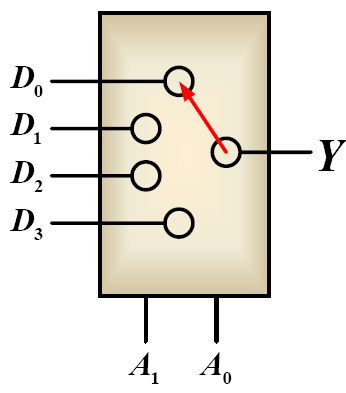 D₀
D₁
D₂
Y
D₃
A₁ A₀